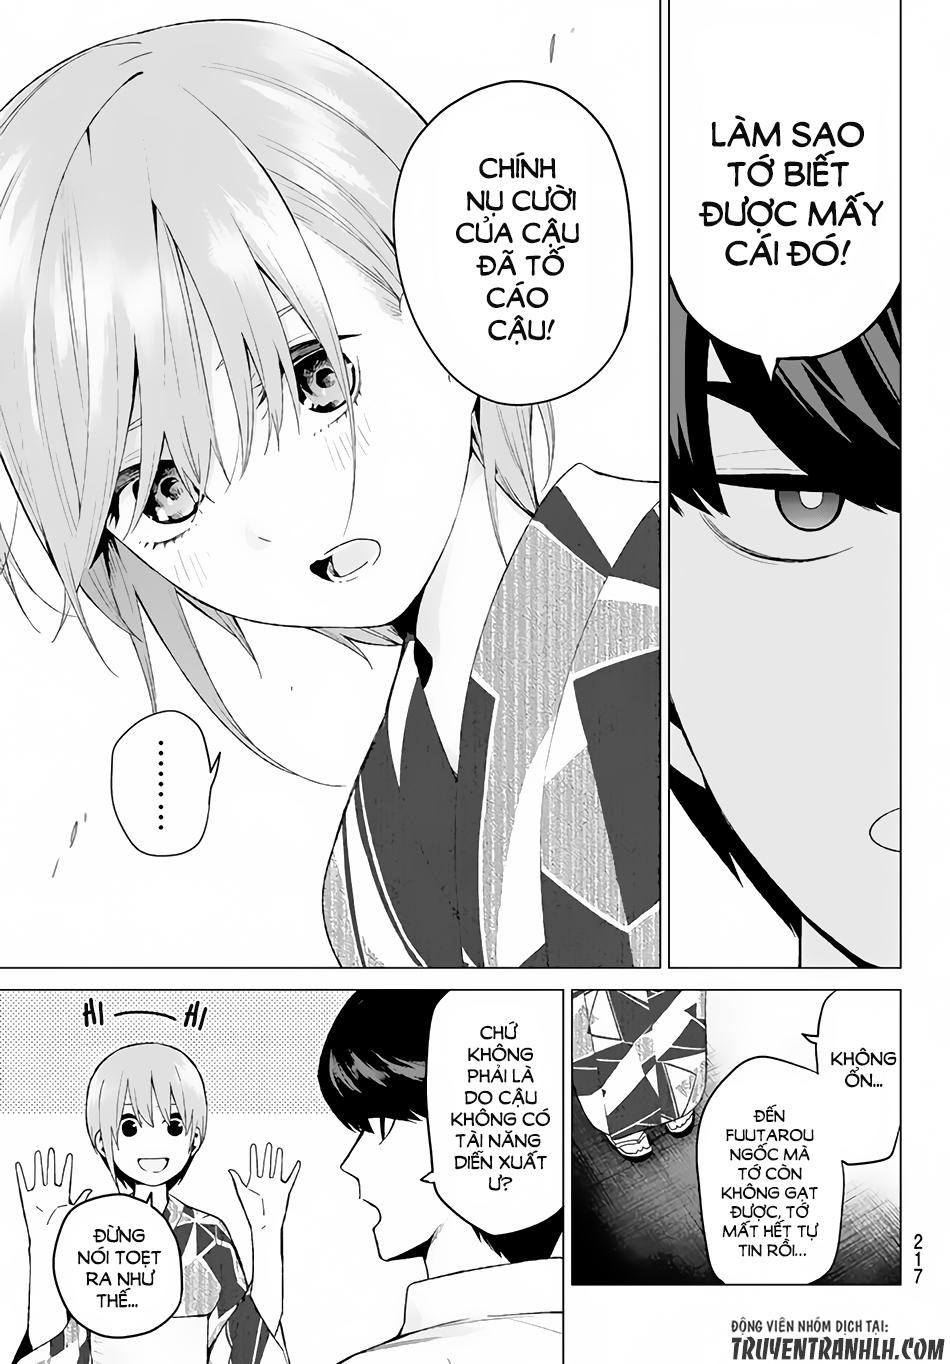 LÀM SAO
TỚ BIẾT
ĐƯỢC MẤY
CÁI ĐÓ!
CHÍNH
NỤ CƯỜI
CỦA CẬU
ĐÃ TỐ
CÁO
CẬU!
.........
KHÔNG
ỔN...
ĐẾN
FUUTAROU
NGỐC MÀ
TỚ CÒN
KHÔNG GẠT
ĐƯỢC, TỚ
MẤT HẾT TỰ
TIN RỒI...
CHỨ
KHÔNG
PHẢI LÀ
DO CẬU
KHÔNG CÓ
TÀI NĂNG
DIỄN XUẤT
Ư?
HI HI
ĐỪNG
NÓI TOẸT
RA NHƯ
THẾ...
217
ĐỘNG VIÊN NHÓM DỊCH TẠI:
TRUYENTRANHLH.COM